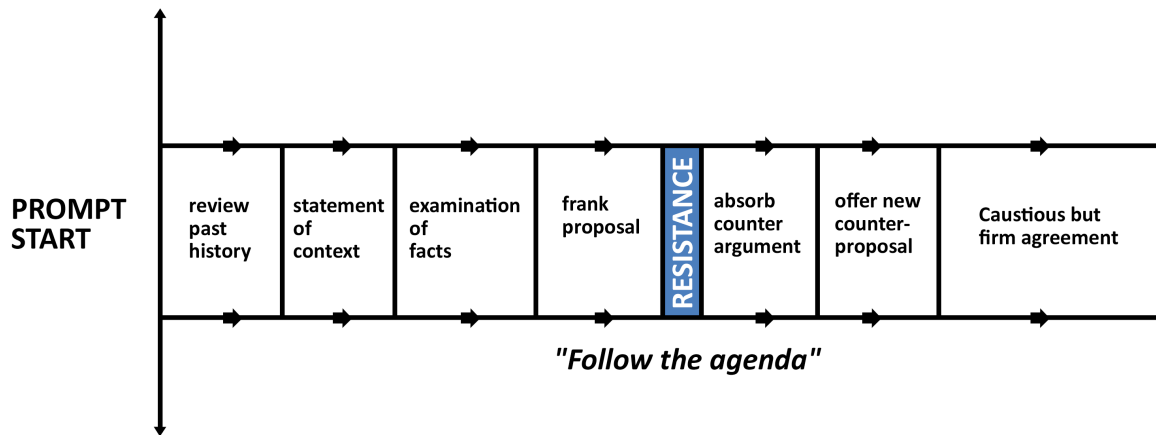 PROMPT
START
review
past
history
statement
of
context
examination
of
facts
frank
proposal
RESISTANCE
absorb
counter
argument
offer new
counter-
proposal
Caustious but
firm agreement
"Follow the agenda"